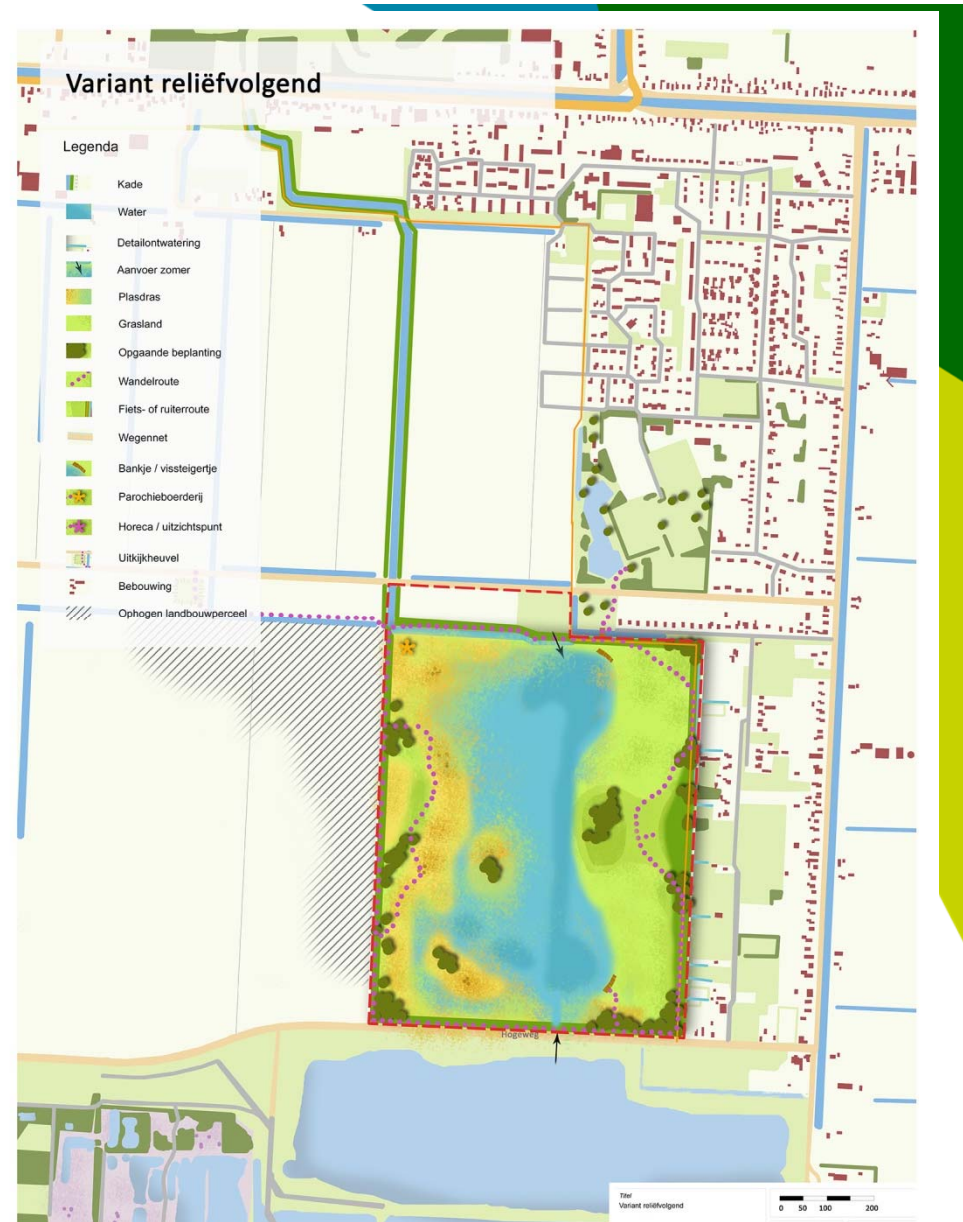 Variant reliëfvolgend
Legenda
Kade
Water
Detailontwatering
Aanvoer zomer
Plasdras
Grasland
Opgaande beplanting
Wandelroute
Fiets- of ruiterroute
Wegennet
Bankje / vissteigertje
Parochieboerderij
Horeca / uitzichtspunt
Uitkijkheuvel
Bebouwing
Ophogen landbouwperceel
Hogeweg
Titel
Variant reliëfvolgend
0 50 100 200